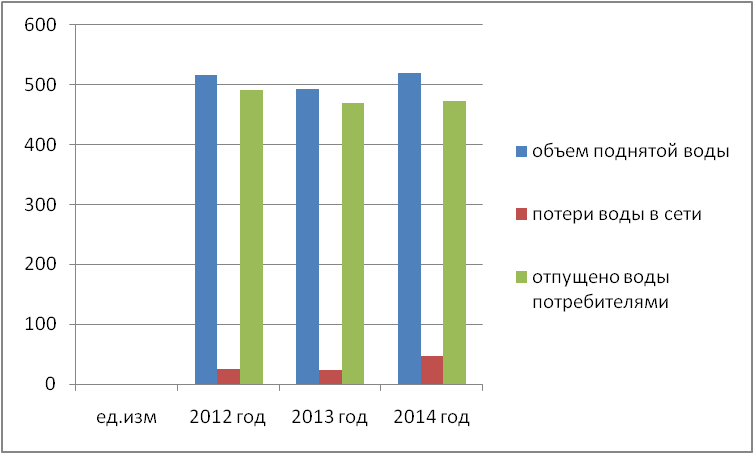 600
500
400
300
200
100
0
ед.изм
2012 год
2013 год
2014 год
объем поднятой воды
потери воды в сети
отпущено воды
потребителями